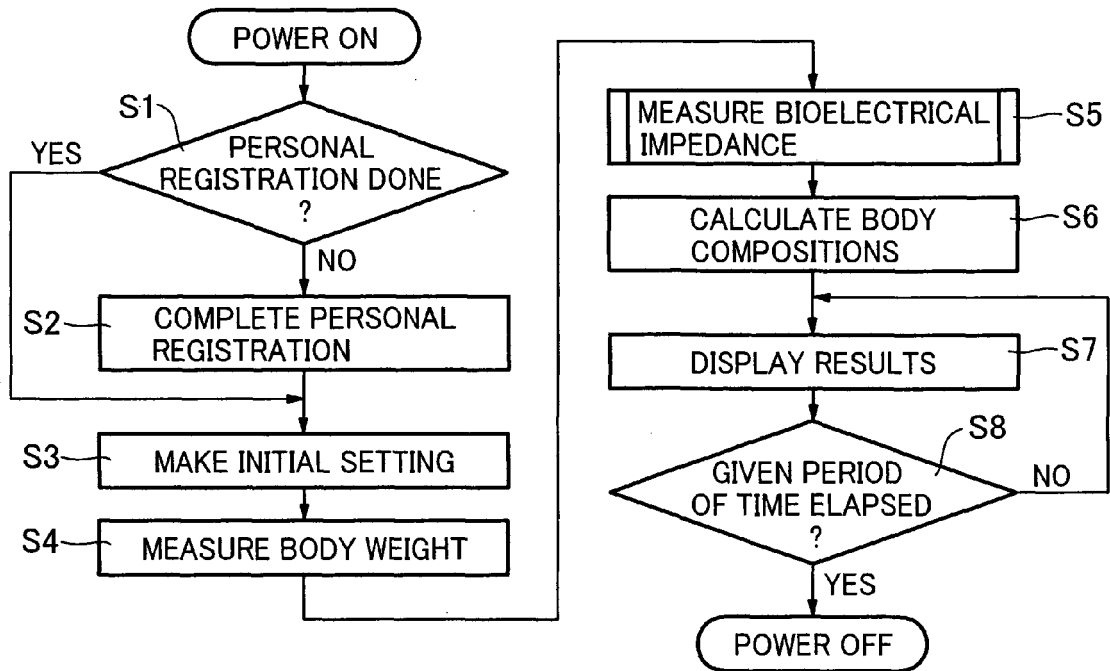 POWER ON
S1
YES
PERSONAL
REGISTRATION DONE
?
NO
S2
COMPLETE PERSONAL
REGISTRATION
S3
MAKE INITIAL SETTING
S4
MEASURE BODY WEIGHT
MEASURE BIOELECTRICAL
IMPEDANCE
S5
CALCULATE BODY
COMPOSITIONS
S6
DISPLAY RESULTS
S7
S8
GIVEN PERIOD
OF TIME ELAPSED
?
NO
YES
POWER OFF